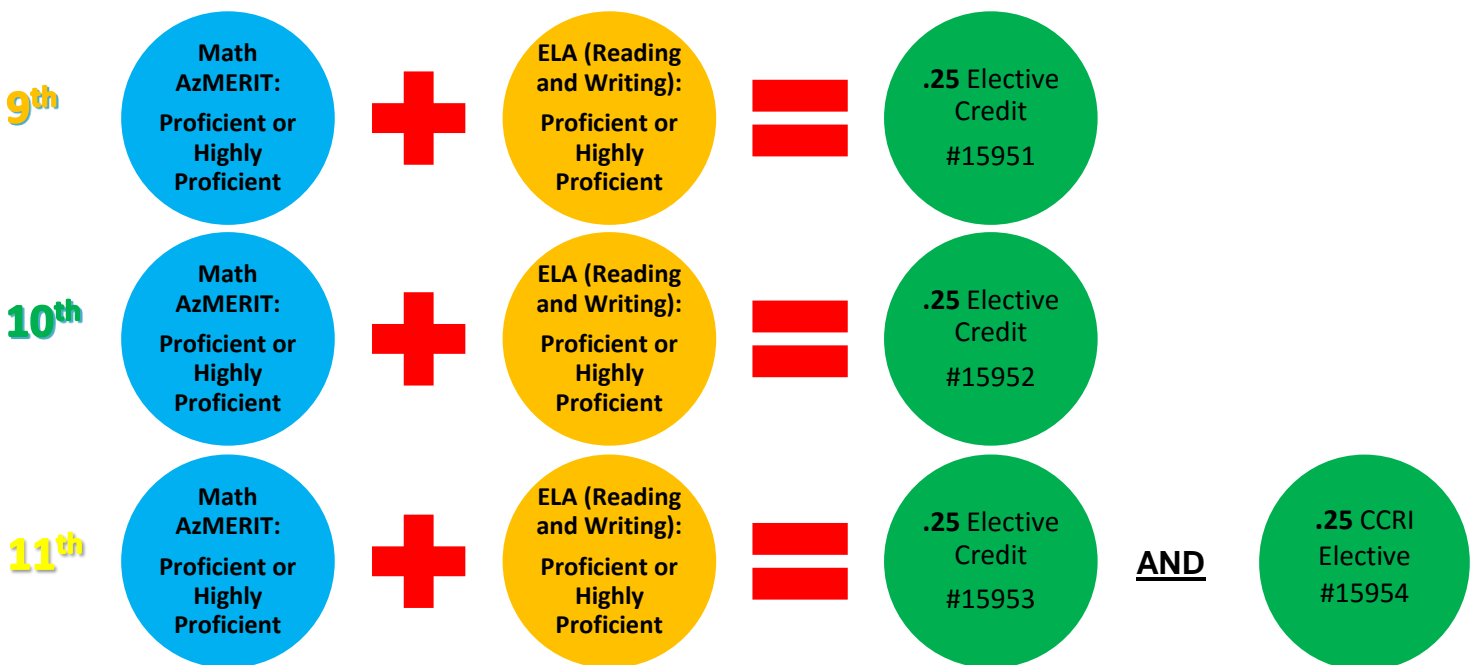 9th
Math
AzMERIT:
Proficient or
Highly
Proficient
ELA (Reading
and Writing):
Proficient or
Highly
Proficient
.25 Elective
Credit
#15951
10th
Math
AzMERIT:
Proficient or
Highly
Proficient
ELA (Reading
and Writing):
Proficient or
Highly
Proficient
.25 Elective
Credit
#15952
11th
Math
AzMERIT:
Proficient or
Highly
Proficient
ELA (Reading
and Writing):
Proficient or
Highly
Proficient
.25 Elective
Credit
#15953
AND
.25 CCRI
Elective
#15954